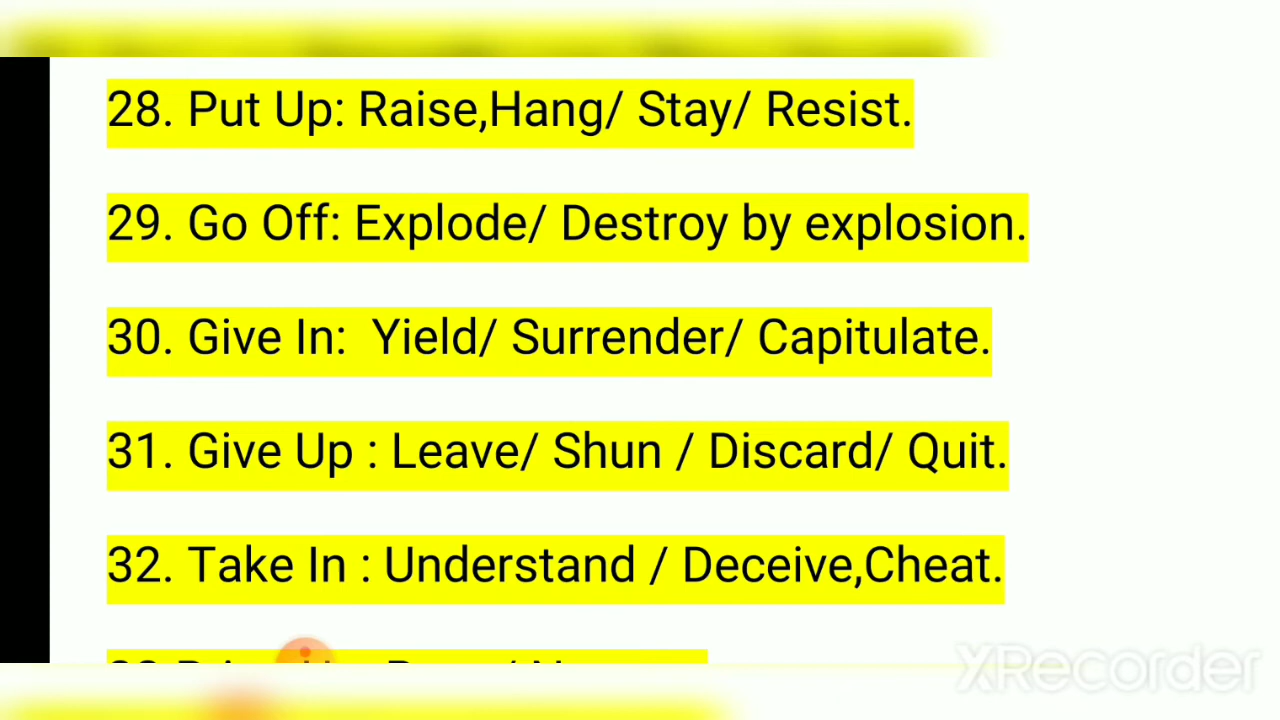 28. Put Up: Raise,Hang/ Stay/ Resist.
29. Go Off: Explode/ Destroy by explosion.
30. Give In:  Yield/ Surrender/ Capitulate.
31. Give Up : Leave/ Shun / Discard/ Quit.
32. Take In : Understand / Deceive,Cheat.
XRecorder